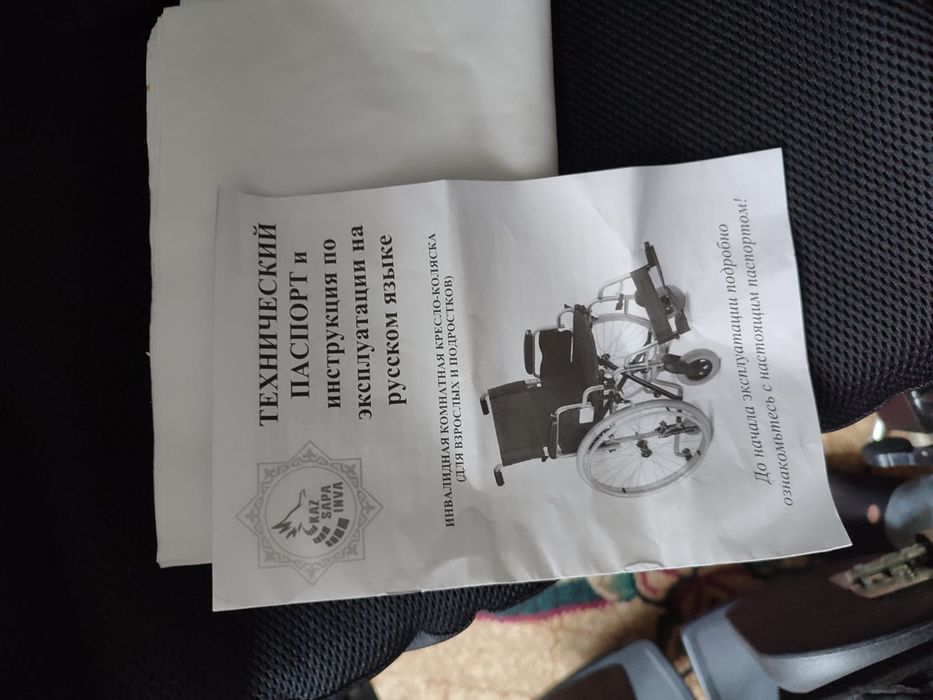 KAZ
SAPA
INVA
ТЕХНИЧЕСКИЙ
ПАСПОРТ и
инструкция по
эксплуатации на
русском языке
ИНВАЛИДНАЯ КОМНАТНАЯ КРЕСЛО-КОЛЯСКА
(ДЛЯ ВЗРОСЛЫХ И ПОДРОСТКОВ)
До начала эксплуатации подробно
ознакомьтесь с настоящим паспортом!